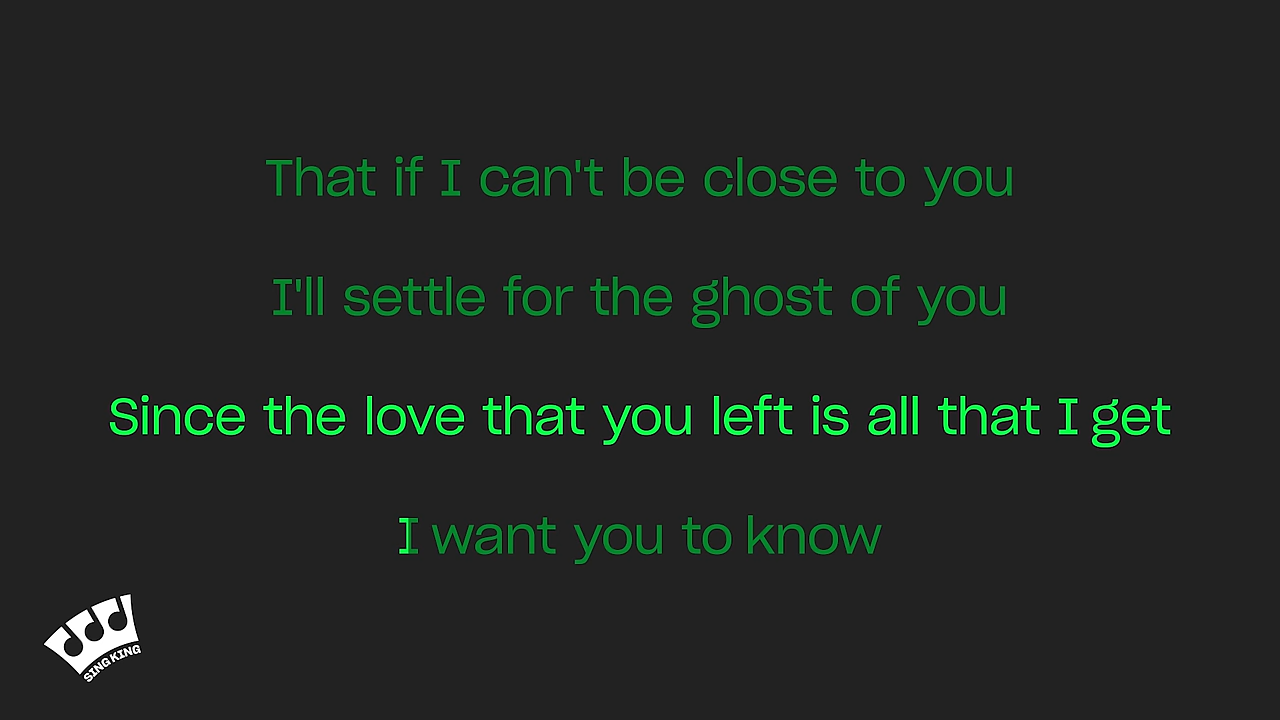 That if I can't be close to you
I'll settle for the ghost of you
Since the love that you left is all that I get
I want you to know
SING KING